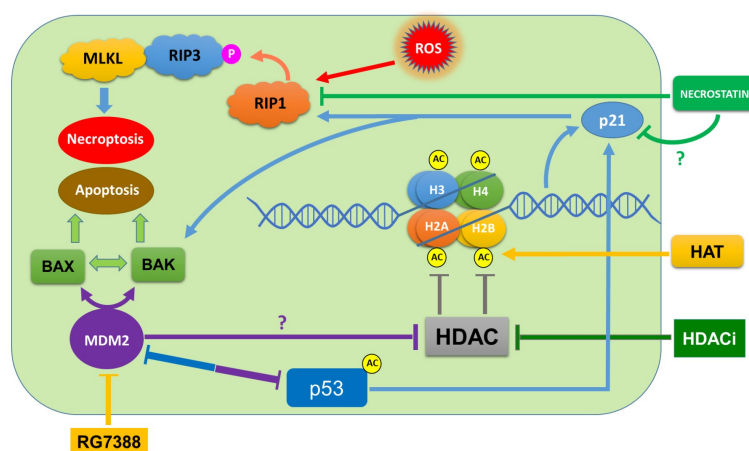 ROS
MLKL
RIP3
P
RIP1
NECROSTATIN
p21
?
Necroptosis
Apoptosis
AC
AC
H3
H4
H2A
H2B
AC
AC
HAT
BAX
BAK
MDM2
?
HDAC
HDACi
AC
p53
RG7388